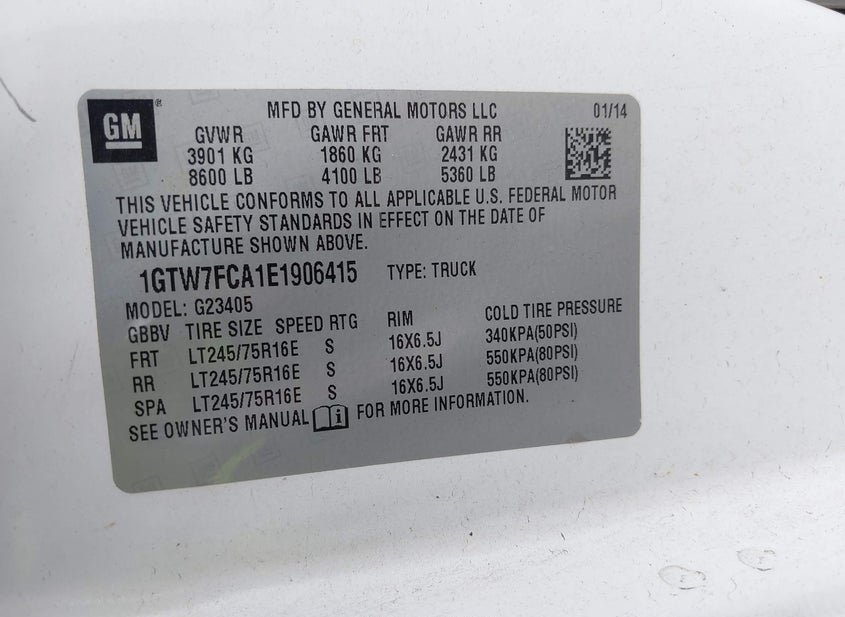 GM ® MFD BY GENERAL MOTORS LLC 01/14
GVWR GAWR FRT GAWR RR
3901 KG 1860 KG 2431 KG
8600 LB 4100 LB 5360 LB
THIS VEHICLE CONFORMS TO ALL APPLICABLE U.S. FEDERAL MOTOR
VEHICLE SAFETY STANDARDS IN EFFECT ON THE DATE OF
MANUFACTURE SHOWN ABOVE.
1GTW7FCA1E1906415 TYPE: TRUCK
MODEL: G23405
GBBV TIRE SIZE SPEED RTG RIM COLD TIRE PRESSURE
FRT LT245/75R16E S 16X6.5J 340KPA(50PSI)
RR LT245/75R16E S 16X6.5J 550KPA(80PSI)
SPA LT245/75R16E S 16X6.5J 550KPA(80PSI)
SEE OWNER'S MANUAL i FOR MORE INFORMATION.